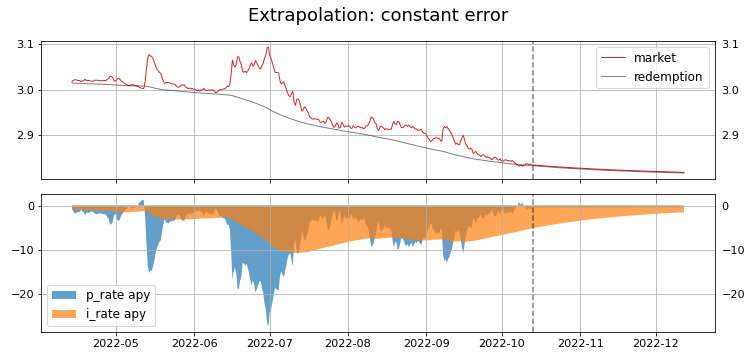 Extrapolation: constant error
3.1
3.0
2.9
3.1
3.0
2.9
market
redemption
0
−10
−20
0
−10
−20
p_rate apy
i_rate apy
2022-05 2022-06 2022-07 2022-08 2022-09 2022-10 2022-11 2022-12